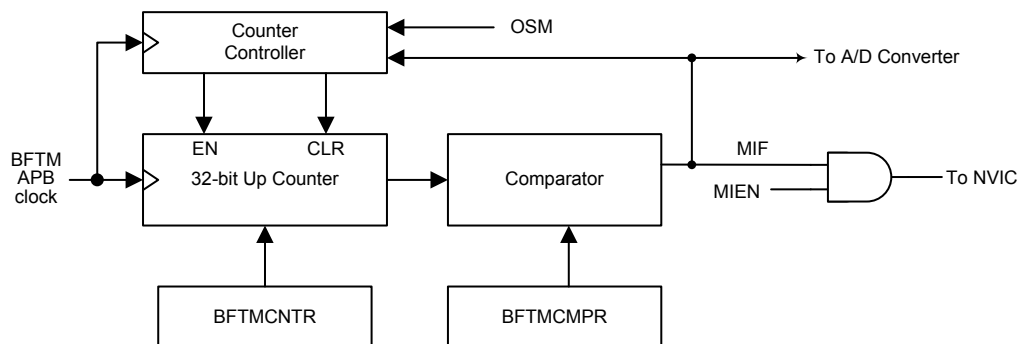 Counter
Controller
OSM
To A/D Converter
EN
CLR
BFTM
APB
clock
32-bit Up Counter
Comparator
MIF
MIEN
To NVIC
BFTMCNTR
BFTMCMPR